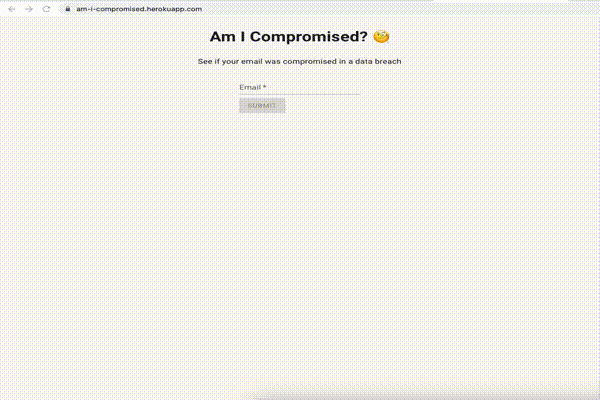 am-i-compromised.herokuapp.com
Am I Compromised? 🧐
See if your email was compromised in a data breach
Email *
SUBMIT